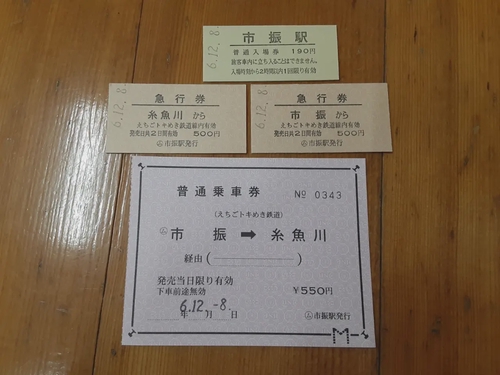 6.12.8
市振駅
普通入場券 190円
旅客車内に立ち入ることはできません。
入場時刻から2時間以内1回限り有効
6.12.8
急行券
糸魚川から
えちごトキめき鉄道線内有効
発売日共2日間有効 500円
市振駅発行
6.12.8
急行券
市振から
えちごトキめき鉄道線内有効
発売日共2日間有効 500円
市振駅発行
普通乗車券 №0343
(えちごトキめき鉄道)
市振➡糸魚川
経由( )
発売当日限り有効
下車前途無効 ¥550円
6.12.-8.
年 月 日 市振駅発行
M